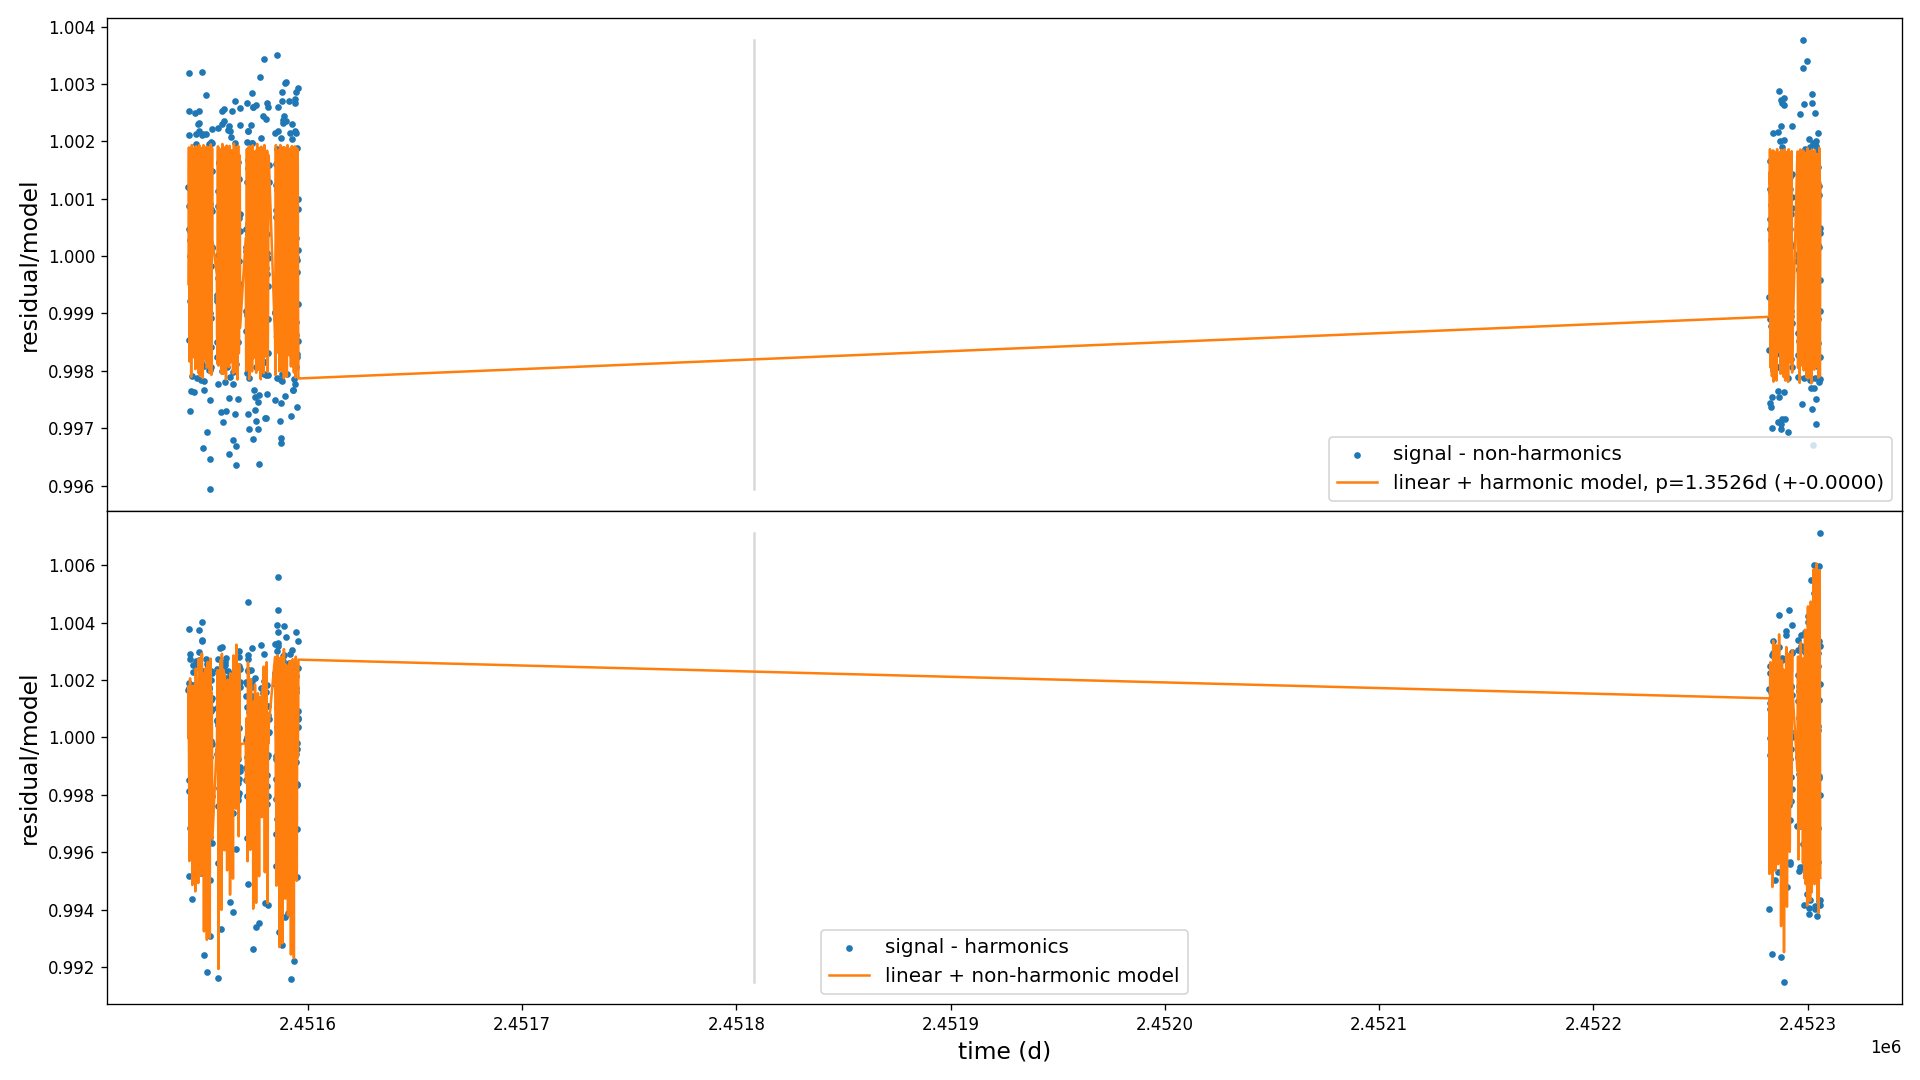 1.004
1.003
1.002
1.001
1.000
0.999
0.998
0.997
0.996
residual/model
signal - non-harmonics
linear + harmonic model, p=1.3526d (+-0.0000)
1.006
1.004
1.002
1.000
0.998
0.996
0.994
0.992
residual/model
signal - harmonics
linear + non-harmonic model
2.4516 2.4517 2.4518 2.4519 2.4520 2.4521 2.4522 2.4523
1e6
time (d)